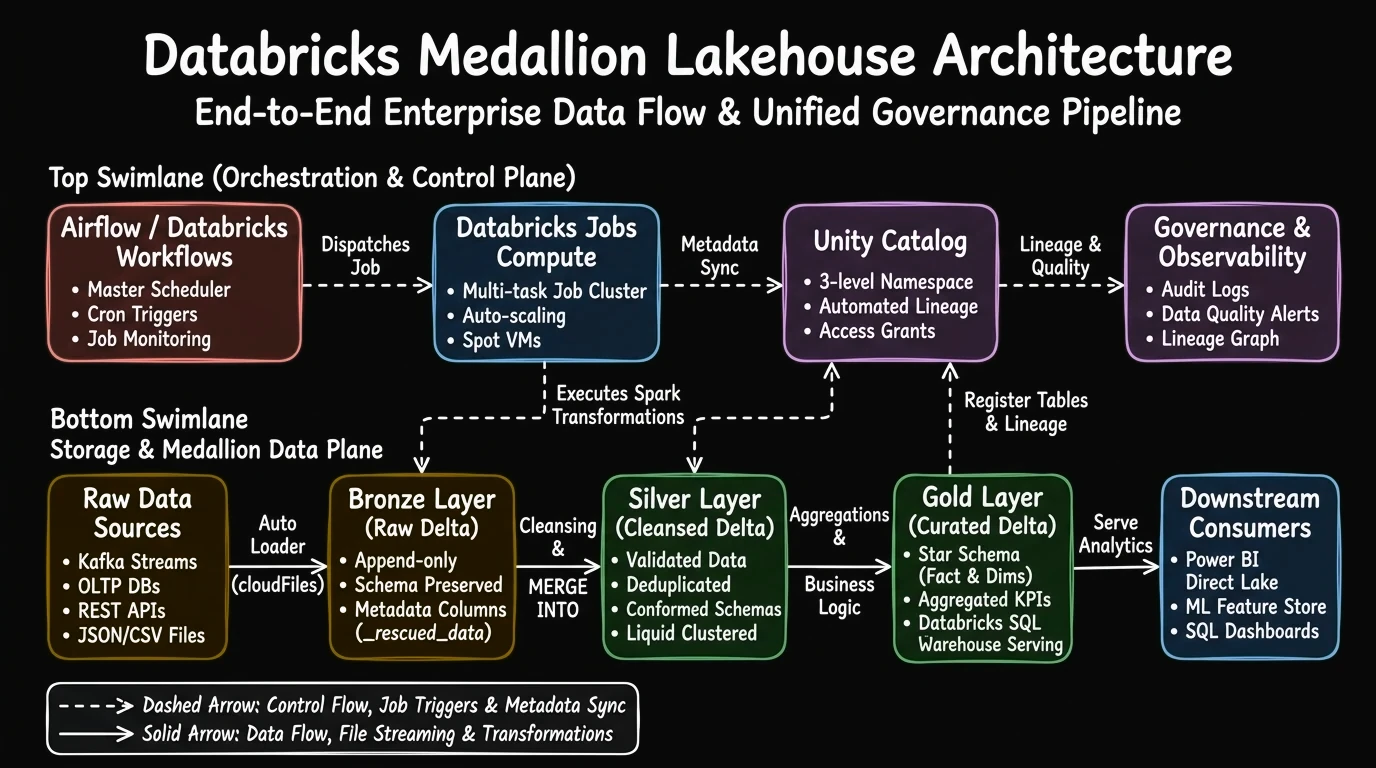 Databricks Medallion Lakehouse Architecture
End-to-End Enterprise Data Flow & Unified Governance Pipeline
Top Swimlane (Orchestration & Control Plane)
Airflow / Databricks
Workflows
• Master Scheduler
• Cron Triggers
• Job Monitoring
Dispatches
Job
Databricks Jobs
Compute
• Multi-task Job Cluster
• Auto-scaling
• Spot VMs
Metadata
Sync
Unity Catalog
• 3-level Namespace
• Automated Lineage
• Access Grants
Lineage &
Quality
Governance &
Observability
• Audit Logs
• Data Quality Alerts
• Lineage Graph
Executes Spark
Transformations
Register Tables
& Lineage
Bottom Swimlane
Storage & Medallion Data Plane
Raw Data
Sources
• Kafka Streams
• OLTP DBs
• REST APIs
• JSON/CSV Files
Auto
Loader
(cloudFiles)
Bronze Layer
(Raw Delta)
• Append-only
• Schema Preserved
• Metadata Columns
(_rescued_data)
Cleansing
&
MERGE
INTO
Silver Layer
(Cleansed Delta)
• Validated Data
• Deduplicated
• Conformed Schemas
• Liquid Clustered
Aggregations
&
Business
Logic
Gold Layer
(Curated Delta)
• Star Schema
(Fact & Dims)
• Aggregated KPIs
• Databricks SQL
Warehouse Serving
Serve
Analytics
Downstream
Consumers
• Power BI
Direct Lake
• ML Feature Store
• SQL Dashboards
Dashed Arrow: Control Flow, Job Triggers & Metadata Sync
Solid Arrow: Data Flow, File Streaming & Transformations